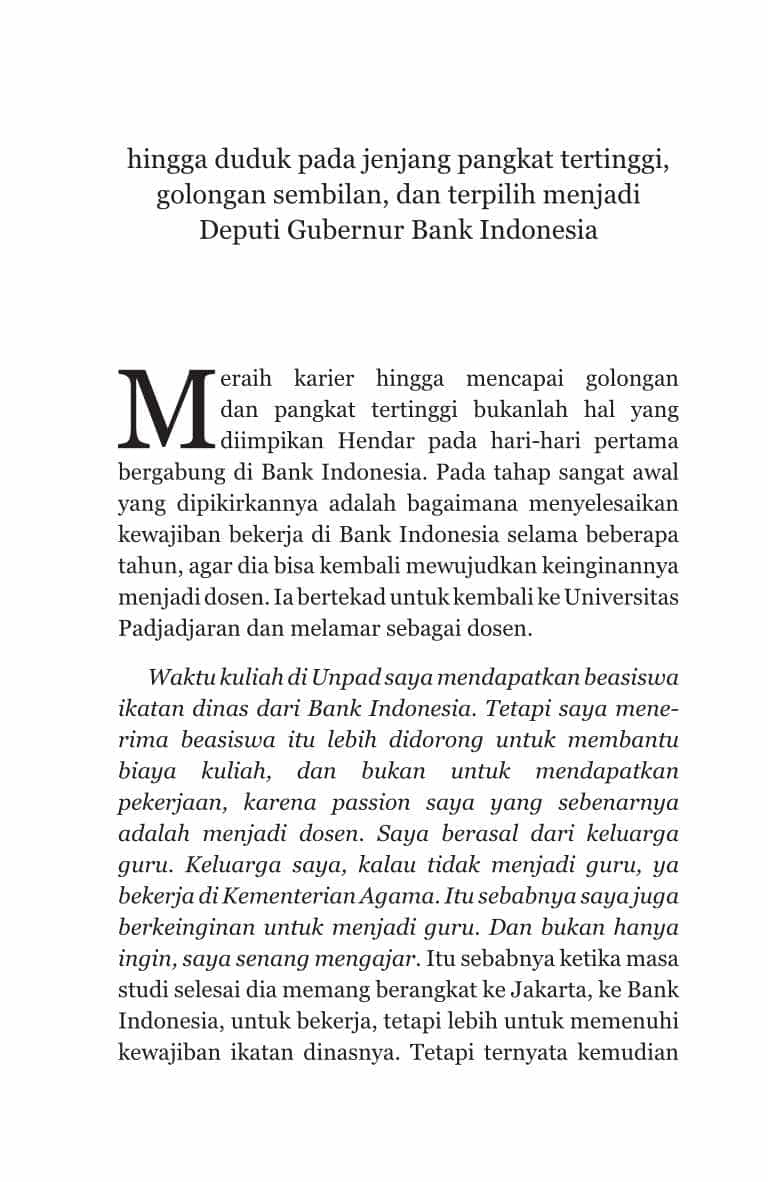 hingga duduk pada jenjang pangkat tertinggi,
golongan sembilan, dan terpilih menjadi
Deputi Gubernur Bank Indonesia
Meraih karier hingga mencapai golongan
dan pangkat tertinggi bukanlah hal yang
diimpikan Hendar pada hari-hari pertama
bergabung di Bank Indonesia. Pada tahap sangat awal
yang dipikirkannya adalah bagaimana menyelesaikan
kewajiban bekerja di Bank Indonesia selama beberapa
tahun, agar dia bisa kembali mewujudkan keinginannya
menjadi dosen. Ia bertekad untuk kembali ke Universitas
Padjadjaran dan melamar sebagai dosen.
Waktu kuliah di Unpad saya mendapatkan beasiswa
ikatan dinas dari Bank Indonesia. Tetapi saya mene-
rima beasiswa itu lebih didorong untuk membantu
biaya kuliah, dan bukan untuk mendapatkan
pekerjaan, karena passion saya yang sebenarnya
adalah menjadi dosen. Saya berasal dari keluarga
guru. Keluarga saya, kalau tidak menjadi guru, ya
bekerja di Kementerian Agama. Itu sebabnya saya juga
berkeinginan untuk menjadi guru. Dan bukan hanya
ingin, saya senang mengajar. Itu sebabnya ketika masa
studi selesai dia memang berangkat ke Jakarta, ke Bank
Indonesia, untuk bekerja, tetapi lebih untuk memenuhi
kewajiban ikatan dinasnya. Tetapi ternyata kemudian